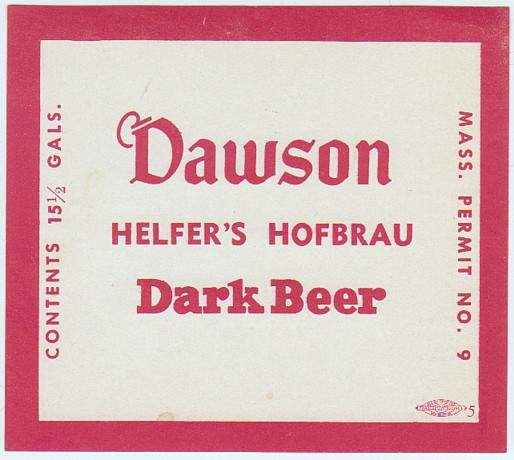 Dawson
HELFER'S HOFBRAU
Dark Beer
CONTENTS 15½ GALS.
MASS. PERMIT NO. 9
5